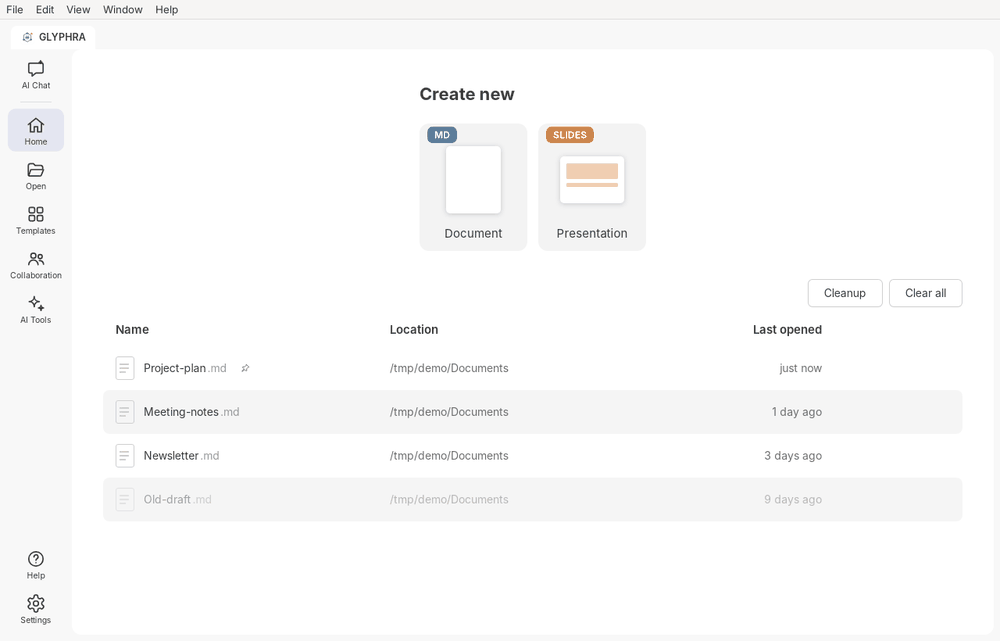 File Edit View Window Help
GLYPHRA
AI Chat
Home
Open
Templates
Collaboration
AI Tools
Help
Settings
Create new
MD
Document
SLIDES
Presentation
Cleanup Clear all
Name Location Last opened
Project-plan.md /tmp/demo/Documents just now
Meeting-notes.md /tmp/demo/Documents 1 day ago
Newsletter.md /tmp/demo/Documents 3 days ago
Old-draft.md /tmp/demo/Documents 9 days ago